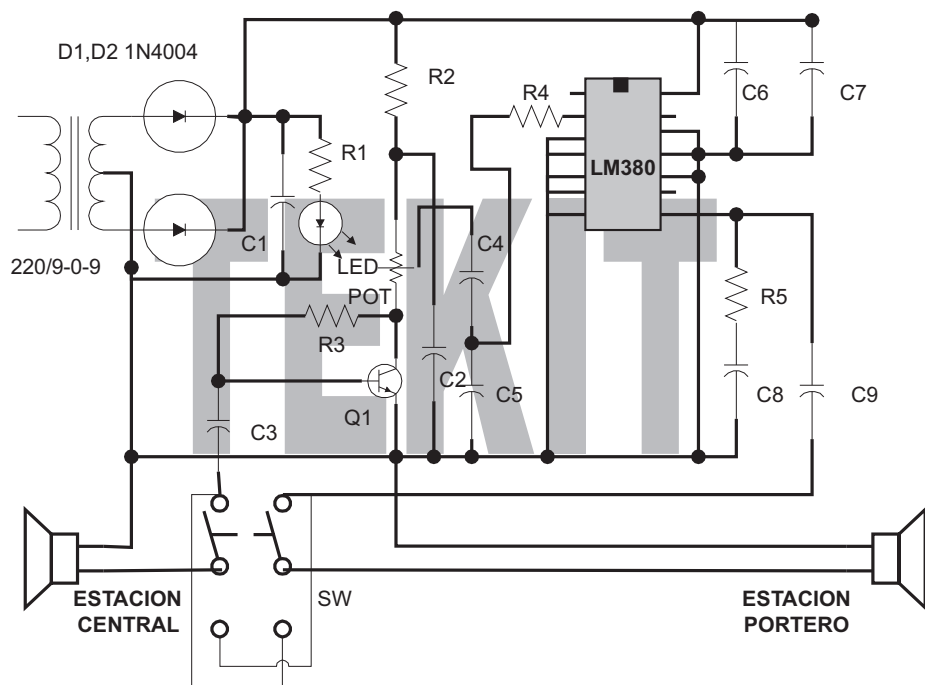 D1,D2 1N4004
R2
R4
C6
C7
R1
LM380
C1
C4
220/9-0-9
LED
POT
R5
R3
C2
C5
C8
C9
Q1
C3
TEKIT
SW
ESTACION
CENTRAL
ESTACION
PORTERO